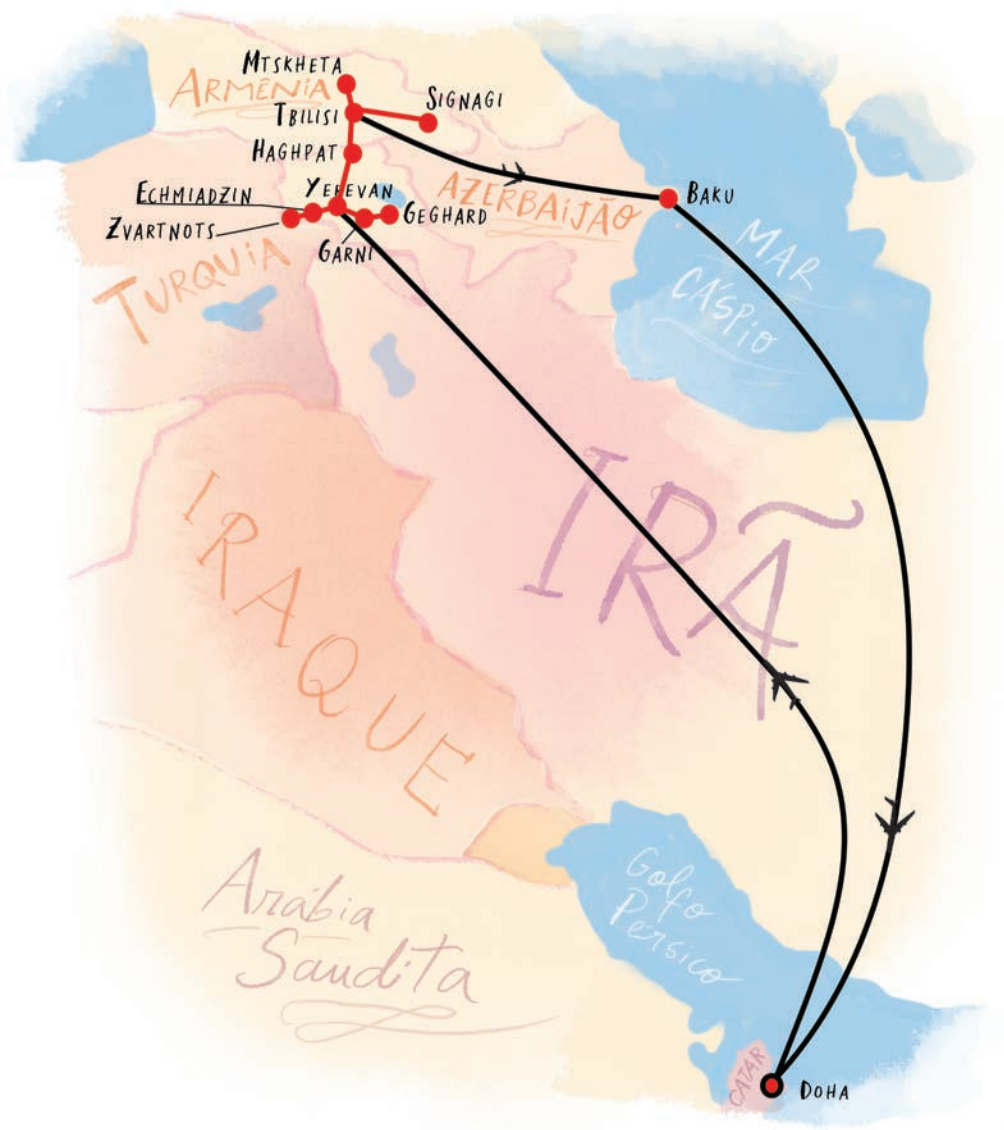 MTSKHETA
ARMÊNIA
TBILISI
SIGNAGI
HAGHPAT
ECHMIADZIN
YEREVAN
ZVARTNOTS
GARNI
GEGHARD
AZERBAIJÃO
BAKU
TURQUIA
MAR
CÁSPIO
IRÃ
IRAQUE
Arábia
Saudita
Golfo
Pérsico
CATAR
DOHA